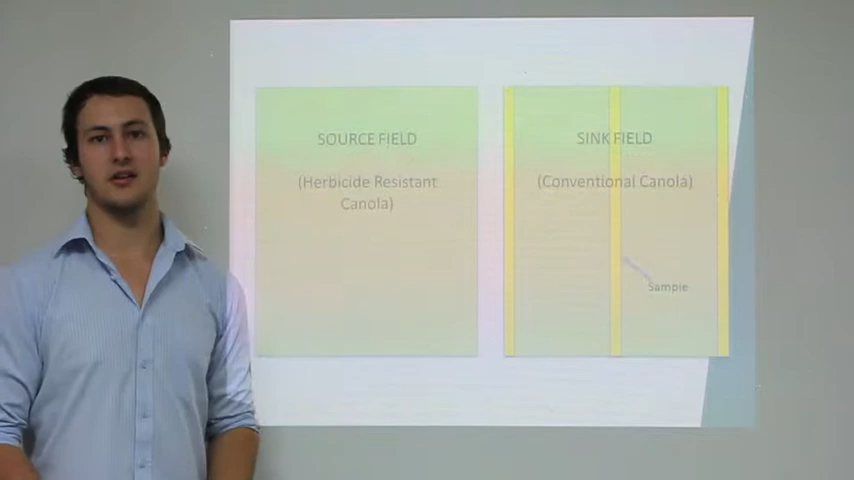 SOURCE FIELD
(Herbicide Resistant
Canola)
SINK FIELD
(Conventional Canola)
Sample